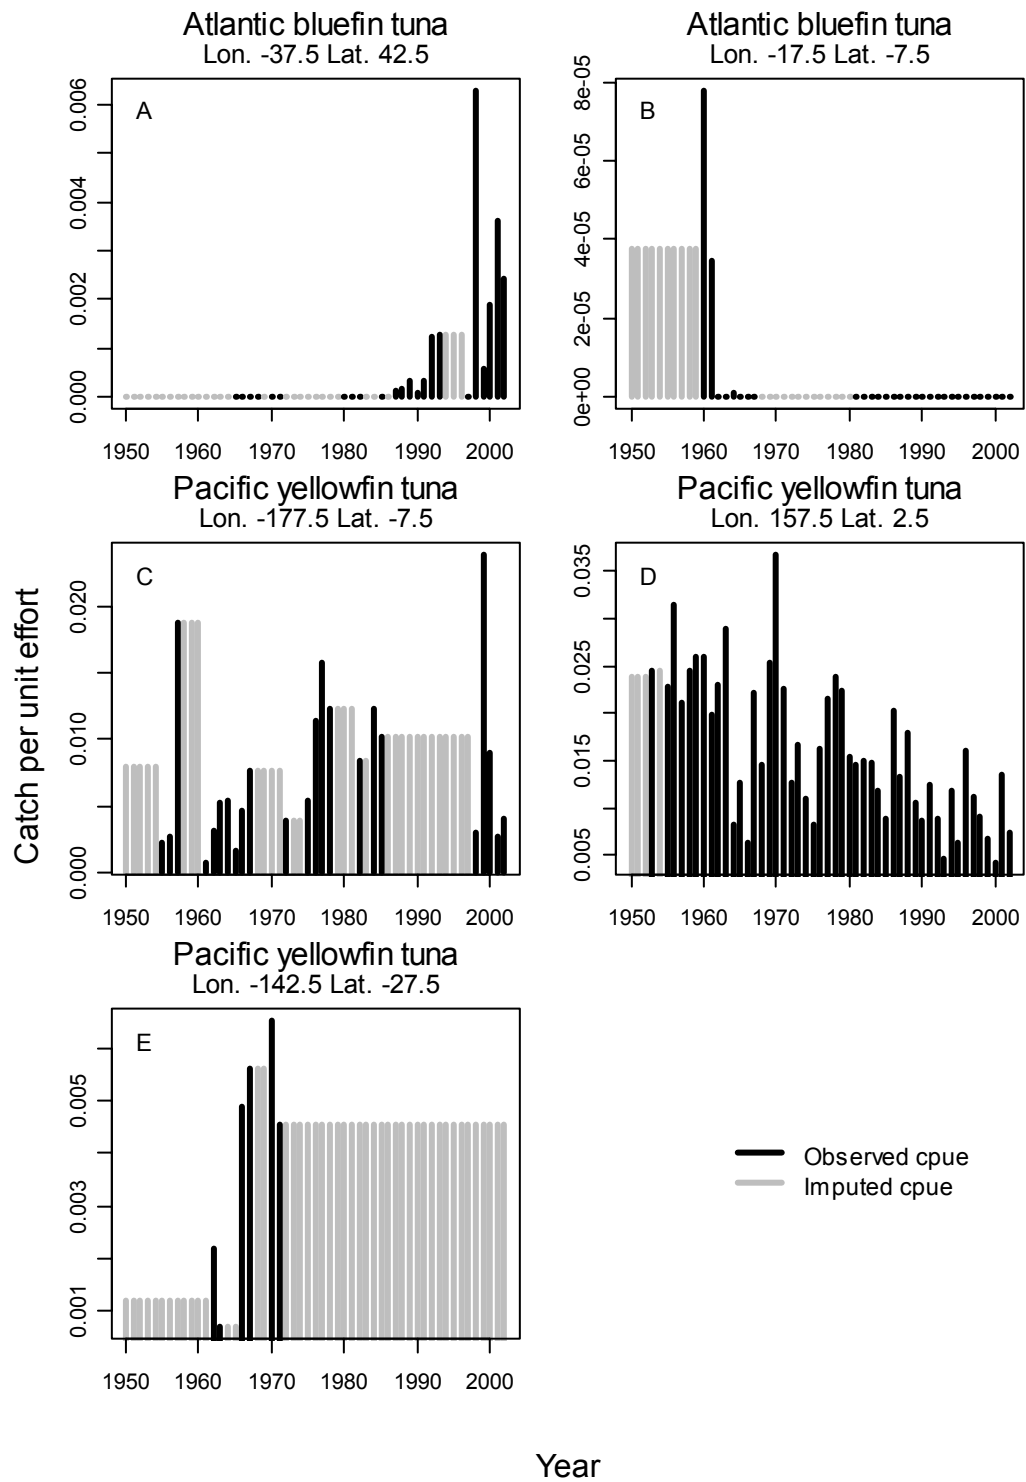 Atlantic bluefin tuna
Lon. -37.5 Lat. 42.5
A
0.006
0.004
0.002
0.000
1950 1960 1970 1980 1990 2000
Atlantic bluefin tuna
Lon. -17.5 Lat. -7.5
B
8e-05
6e-05
4e-05
2e-05
0e+00
1950 1960 1970 1980 1990 2000
Pacific yellowfin tuna
Lon. -177.5 Lat. -7.5
C
0.020
0.010
0.000
1950 1960 1970 1980 1990 2000
Pacific yellowfin tuna
Lon. 157.5 Lat. 2.5
D
0.035
0.025
0.015
0.005
1950 1960 1970 1980 1990 2000
Pacific yellowfin tuna
Lon. -142.5 Lat. -27.5
E
0.005
0.003
0.001
1950 1960 1970 1980 1990 2000
Observed cpue
Imputed cpue
Catch per unit effort
Year